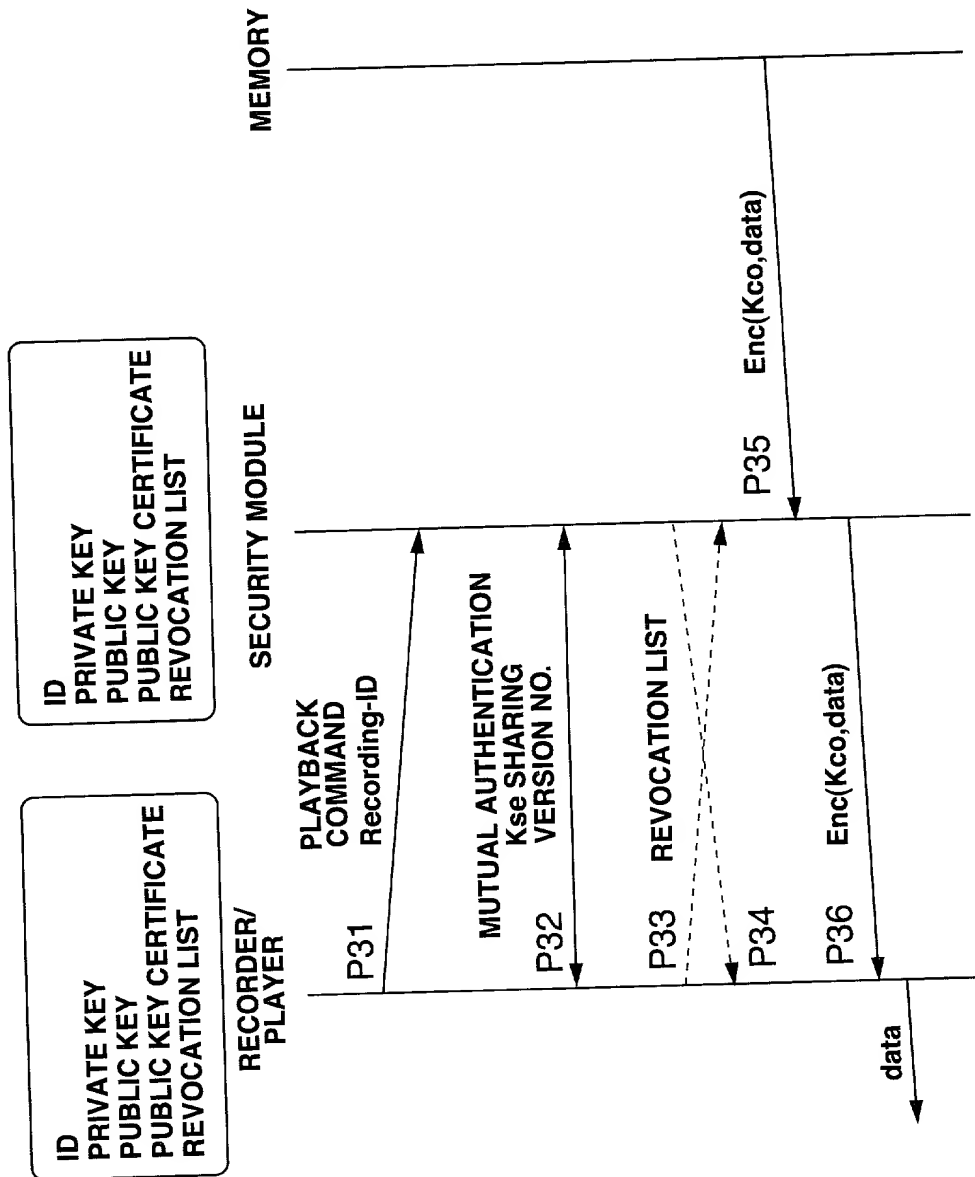 ID
PRIVATE KEY
PUBLIC KEY
PUBLIC KEY CERTIFICATE
REVOCATION LIST
ID
PRIVATE KEY
PUBLIC KEY
PUBLIC KEY CERTIFICATE
REVOCATION LIST
RECORDER/
PLAYER
SECURITY MODULE
MEMORY
P31
PLAYBACK
COMMAND
Recording-ID
P32
MUTUAL AUTHENTICATION
Kse SHARING
VERSION NO.
P33
REVOCATION LIST
P34
P35
Enc(Kco,data)
P36
Enc(Kco,data)
data